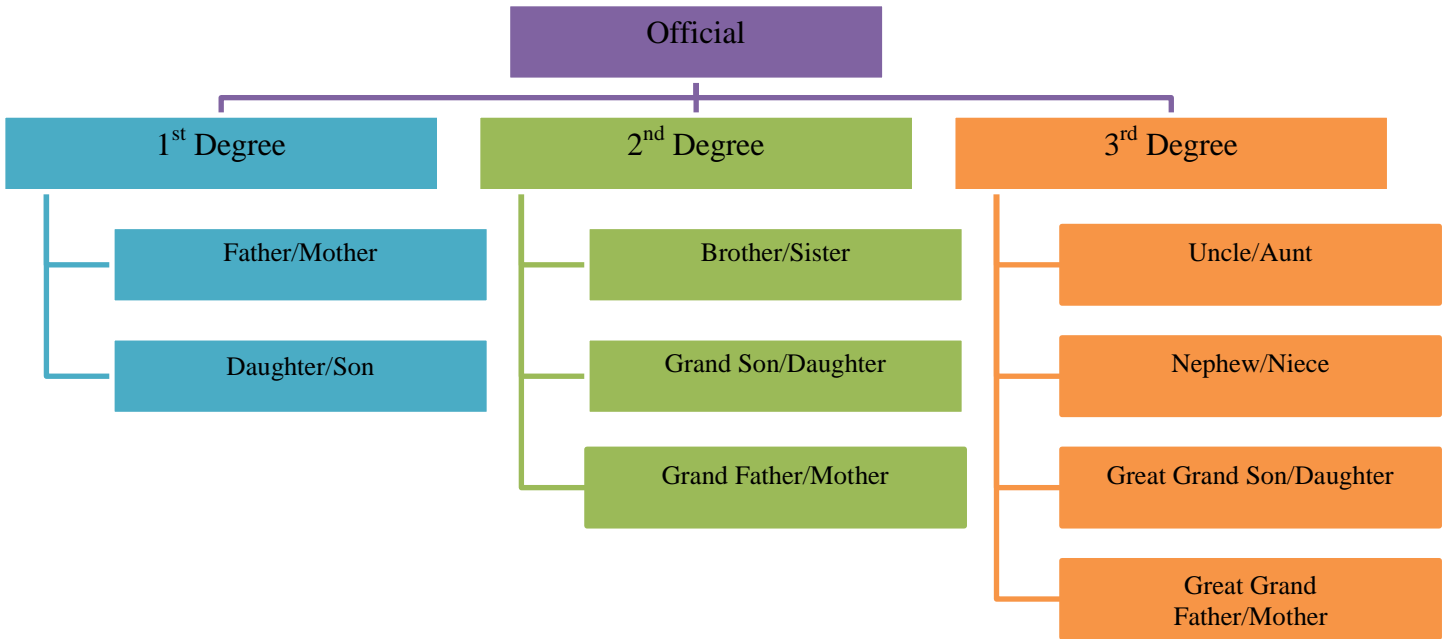 Official
1st Degree
2nd Degree
3rd Degree
Father/Mother
Daughter/Son
Brother/Sister
Grand Son/Daughter
Grand Father/Mother
Uncle/Aunt
Nephew/Niece
Great Grand Son/Daughter
Great Grand
Father/Mother